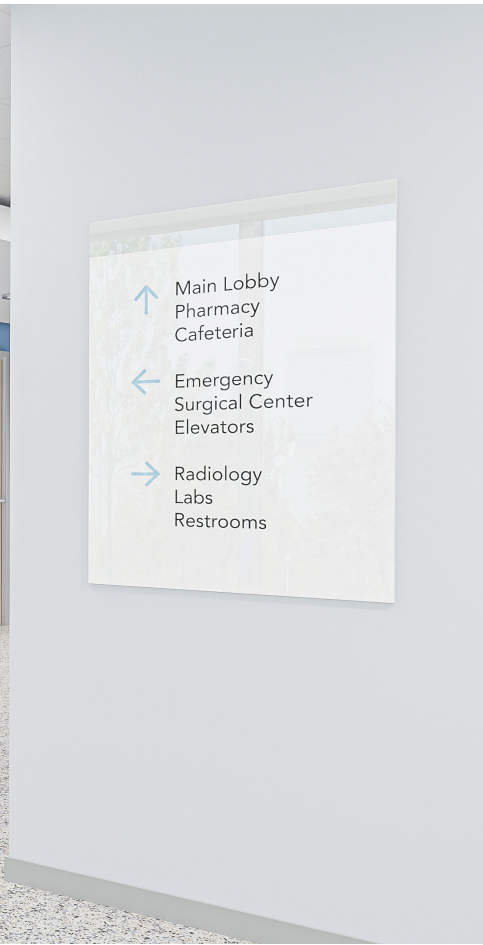 Main Lobby
Pharmacy
Cafeteria
Emergency
Surgical Center
Elevators
Radiology
Labs
Restrooms